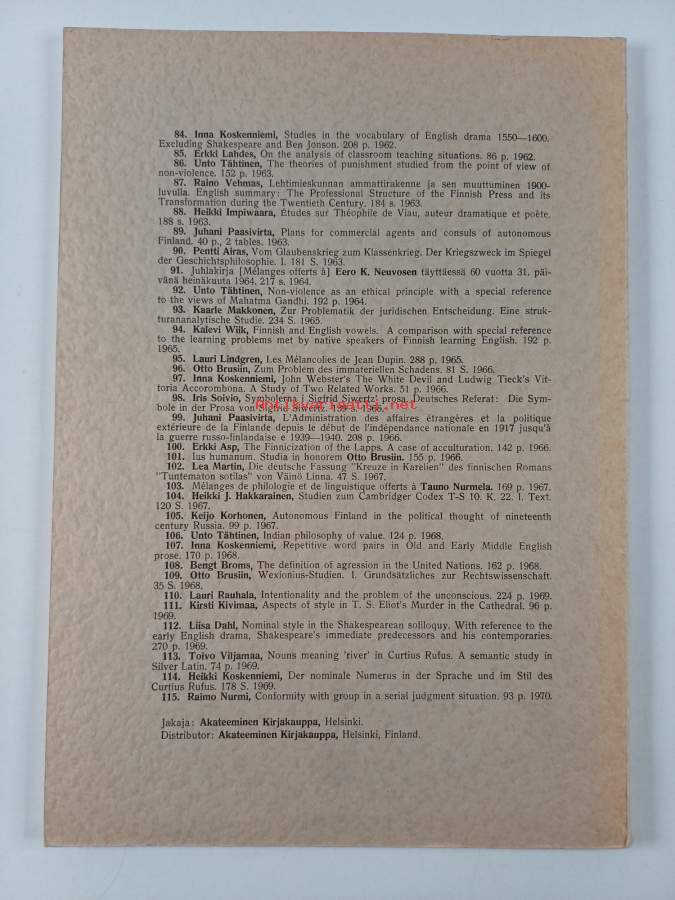 84. Inna Koskenniemi, Studies in the vocabulary of English drama 1550—1600.
Excluding Shakespeare and Ben Jonson. 208 p. 1962.
85. Erkki Lahdes, On the analysis of classroom teaching situations. 86 p. 1962.
86. Unto Tähtinen, The theories of punishment studied from the point of view of
non-violence. 152 p. 1963.
87. Raino Vehmas, Lehtimieskunnan ammattirakenne ja sen muuttuminen 1900-
luvulla. English summary: The Professional Structure of the Finnish Press and its
Transformation during the Twentieth Century. 184 s. 1963.
88. Heikki Impiwaara, Études sur Théophile de Viau, auteur dramatique et poète.
188 s. 1963.
89. Juhani Paasivirta, Plans for commercial agents and consuls of autonomous
Finland. 40 p., 2 tables. 1963.
90. Pentti Airas, Vom Glaubenskrieg zum Klassenkrieg. Der Kriegszweck im Spiegel
der Geschichtsphilosophie. I. 181 S. 1963.
91. Juhlakirja [Mélanges offerts à] Eero K. Neuvosen täyttäessä 60 vuotta 31. päi-
vänä heinäkuuta 1964. 217 s. 1964.
92. Unto Tähtinen, Non-violence as an ethical principle with a special reference
to the views of Mahatma Gandhi. 192 p. 1964.
93. Kaarle Makkonen, Zur Problematik der juridischen Entscheidung. Eine struk-
turananalytische Studie. 234 S. 1965.
94. Kalevi Wiik, Finnish and English vowels. A comparison with special reference
to the learning problems met by native speakers of Finnish learning English. 192 p.
1965.
95. Lauri Lindgren, Les Mélancolies de Jean Dupin. 288 p. 1965.
96. Otto Brusiin, Zum Problem des immateriellen Schadens. 81 S. 1966.
97. Inna Koskenniemi, John Webster's The White Devil and Ludwig Tieck's Vit-
toria Accorombona. A Study of Two Related Works. 51 p. 1966.
98. Iris Soivio, Symbolerna i Sigfrid Siwertz' prosa. Deutsches Referat: Die Sym-
bole in der Prosa von Sigfrid Siwertz. 1966.
antikvariaatti.net
99. Juhani Paasivirta, L'Administration des affaires étrangères et la politique
extérieure de la Finlande depuis le début de l'indépendance nationale en 1917 jusqu'à
la guerre russo-finlandaise e 1939—1940. 208 p. 1966.
100. Erkki Asp, The Finnicization of the Lapps. A case of acculturation. 142 p. 1966.
101. Ius humanum. Studia in honorem Otto Brusiin. 155 p. 1966.
102. Lea Martin, Die deutsche Fassung "Kreuze in Karelien" des finnischen Romans
"Tuntematon sotilas" von Väinö Linna. 47 S. 1967.
103. Mélanges de philologie et de linguistique offerts à Tauno Nurmela. 169 p. 1967.
104. Heikki J. Hakkarainen, Studien zum Cambridger Codex T-S 10. K. 22. I. Text.
120 S. 1967.
105. Keijo Korhonen, Autonomous Finland in the political thought of nineteenth
century Russia. 99 p. 1967.
106. Unto Tähtinen, Indian philosophy of value. 124 p. 1968.
107. Inna Koskenniemi, Repetitive word pairs in Old and Early Middle English
prose. 170 p. 1968.
108. Bengt Broms, The definition of agression in the United Nations. 162 p. 1968.
109. Otto Brusiin, Wexionius-Studien. I. Grundsätzliches zur Rechtswissenschaft.
35 S. 1968.
110. Lauri Rauhala, Intentionality and the problem of the unconscious. 224 p. 1969.
111. Kirsti Kivimaa, Aspects of style in T. S. Eliot's Murder in the Cathedral. 96 p.
1969.
112. Liisa Dahl, Nominal style in the Shakespearean soliloquy. With reference to the
early English drama, Shakespeare's immediate predecessors and his contemporaries.
270 p. 1969.
113. Toivo Viljamaa, Nouns meaning 'river' in Curtius Rufus. A semantic study in
Silver Latin. 74 p. 1969.
114. Heikki Koskenniemi, Der nominale Numerus in der Sprache und im Stil des
Curtius Rufus. 178 S. 1969.
115. Raimo Nurmi, Conformity with group in a serial judgment situation. 93 p. 1970.
Jakaja: Akateeminen Kirjakauppa, Helsinki.
Distributor: Akateeminen Kirjakauppa, Helsinki, Finland.